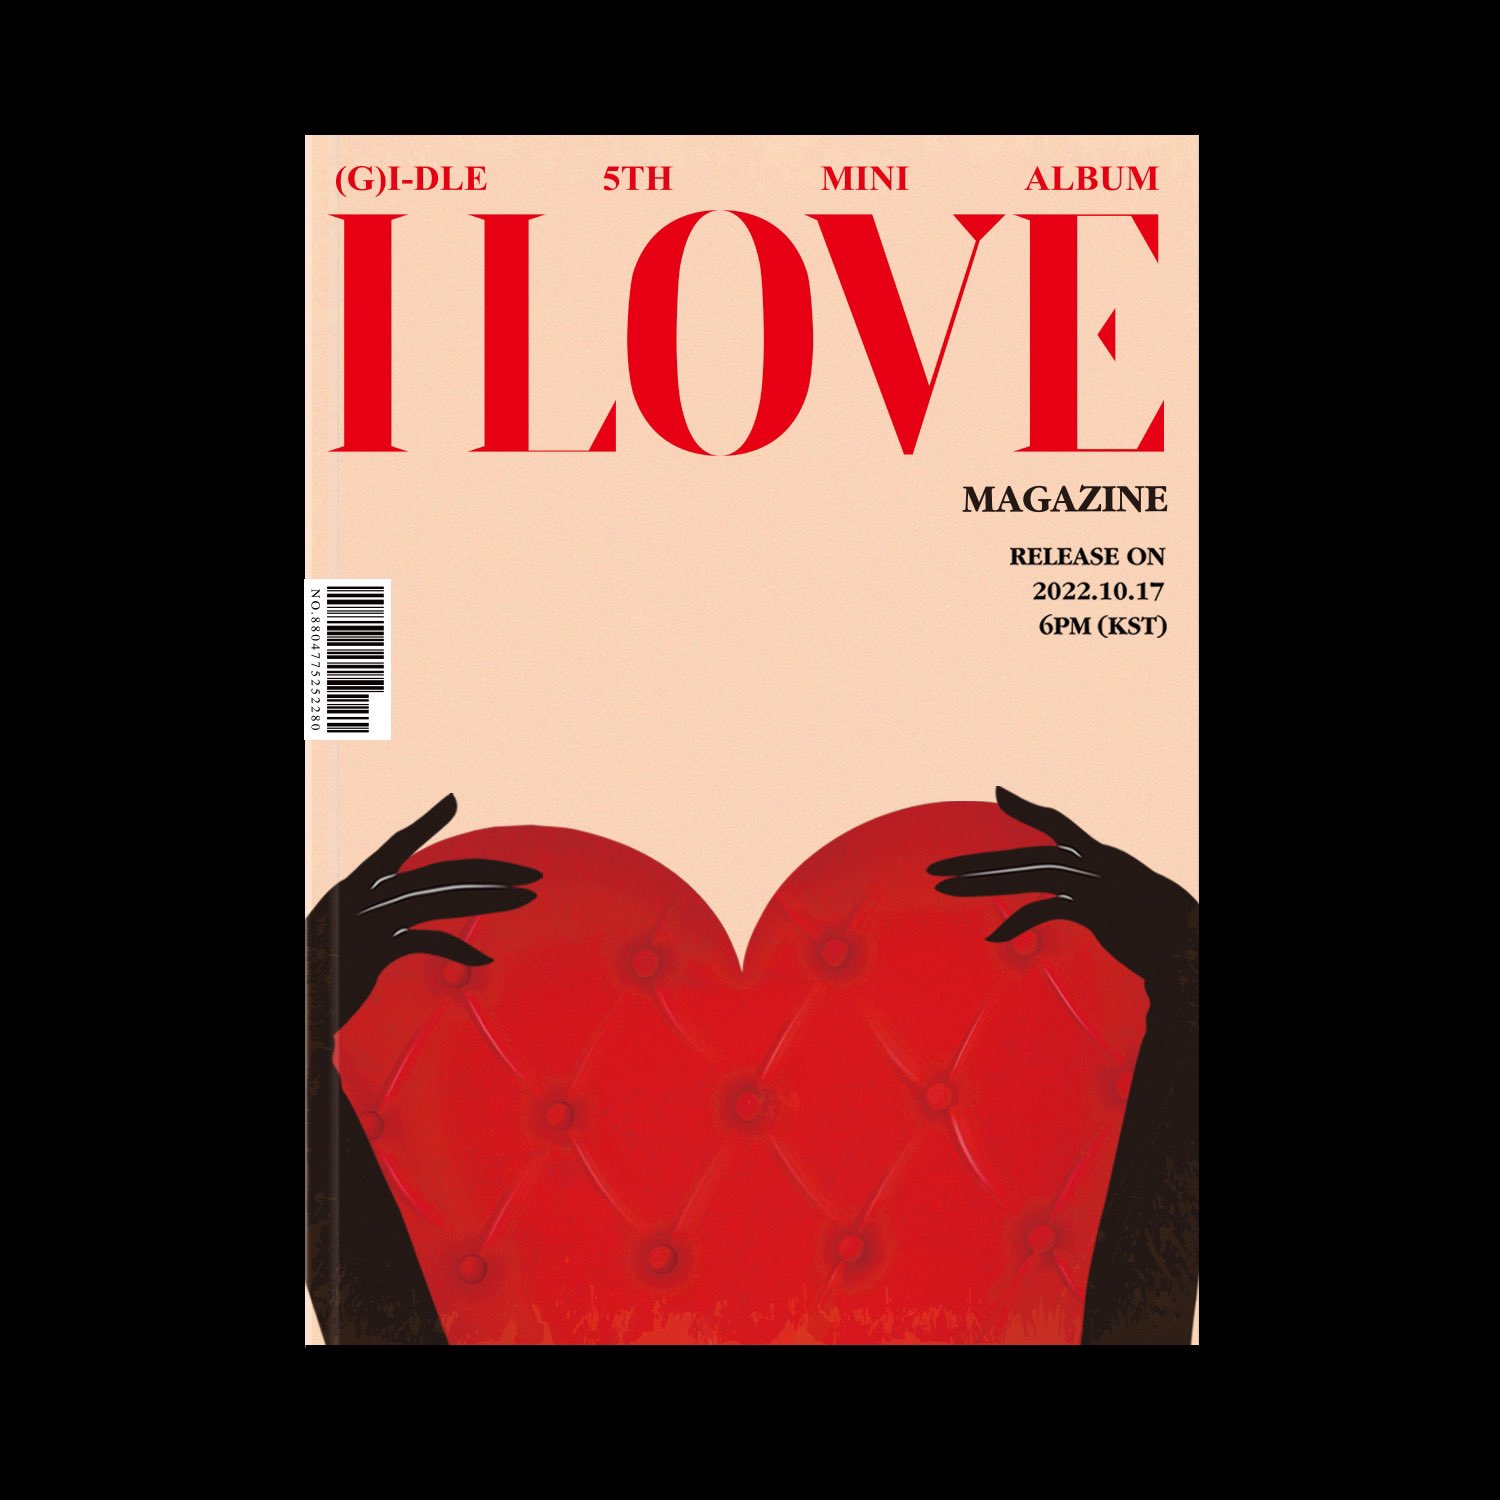 (G)I-DLE 5TH MINI ALBUM
I LOVE
MAGAZINE
RELEASE ON
2022.10.17
6PM (KST)
NO.8804775252280